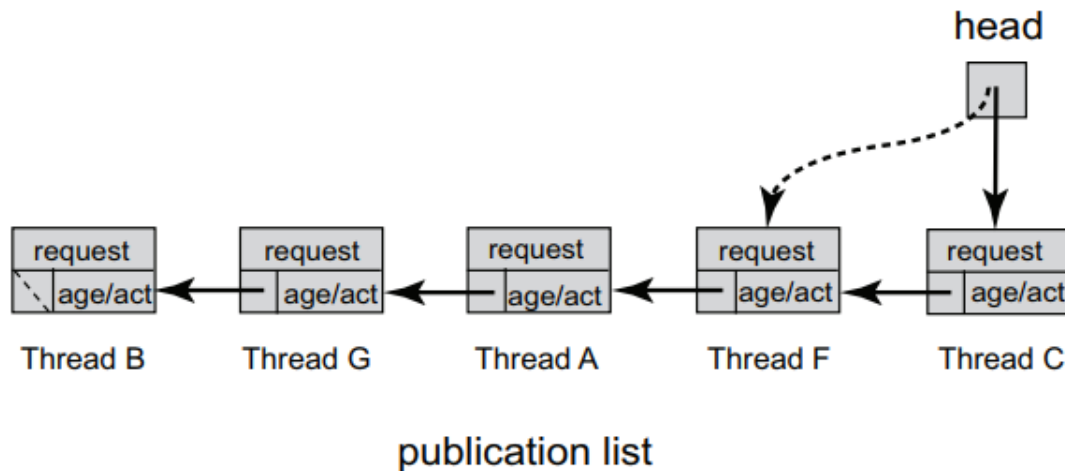 head
request request request request request
age/act age/act age/act age/act age/act
Thread B Thread G Thread A Thread F Thread C
publication list